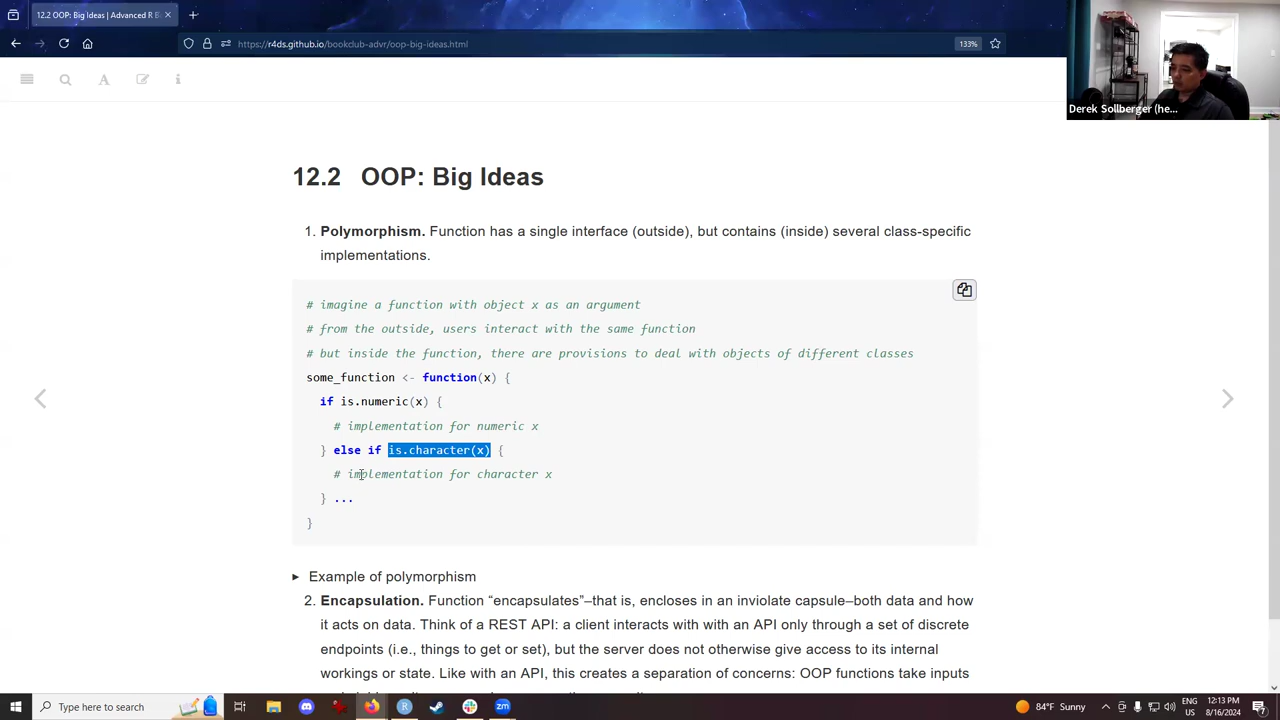 12.2 OOP: Big Ideas | Advanced R B
https://r4ds.github.io/bookclub-advr/oop-big-ideas.html
133%
Derek Sollberger (he...
12.2 OOP: Big Ideas
1. Polymorphism. Function has a single interface (outside), but contains (inside) several class-specific
implementations.
# imagine a function with object x as an argument
# from the outside, users interact with the same function
# but inside the function, there are provisions to deal with objects of different classes
some_function <- function(x) {
if is.numeric(x) {
# implementation for numeric x
} else if is.character(x) {
# implementation for character x
} ...
}
Example of polymorphism
2. Encapsulation. Function “encapsulates”–that is, encloses in an inviolate capsule–both data and how
it acts on data. Think of a REST API: a client interacts with with an API only through a set of discrete
endpoints (i.e., things to get or set), but the server does not otherwise give access to its internal
workings or state. Like with an API, this creates a separation of concerns: OOP functions take inputs
Type here to search
84°F Sunny
ENG
US
12:13 PM
8/16/2024